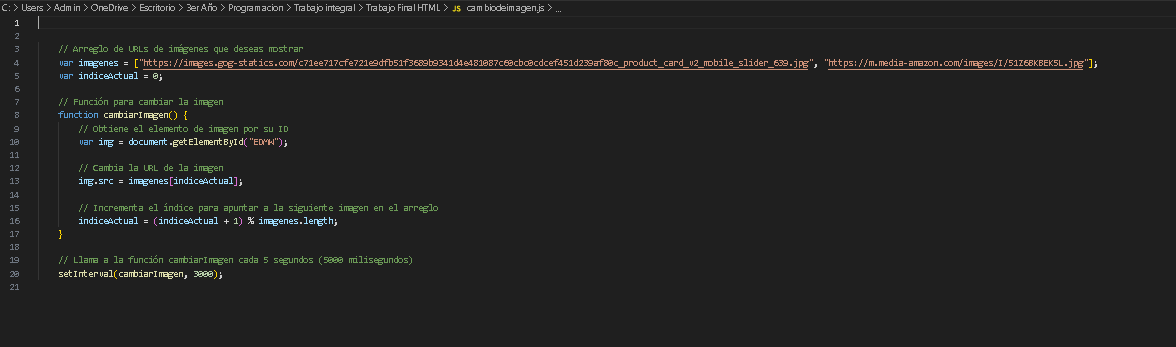 C: > Users > Admin > OneDrive > Escritorio > 3er Año > Programacion > Trabajo integral > Trabajo Final HTML > JS cambiodeimagen.js > ...
1
2
3 // Arreglo de URLs de imágenes que deseas mostrar
4 var imagenes = ["https://images.gog-statics.com/c71ee717cfe721e9dfb51f3689b9341d4e481087c60cbc0cdcef451d239af80c_product_card_v2_mobile_slider_639.jpg", "https://m.media-amazon.com/images/I/51Z6BKBEK5L.jpg"];
5 var indiceActual = 0;
6
7 // Función para cambiar la imagen
8 function cambiarImagen() {
9 // Obtiene el elemento de imagen por su ID
10 var img = document.getElementById("EDMW");
11
12 // Cambia la URL de la imagen
13 img.src = imagenes[indiceActual];
14
15 // Incrementa el índice para apuntar a la siguiente imagen en el arreglo
16 indiceActual = (indiceActual + 1) % imagenes.length;
17 }
18
19 // Llama a la función cambiarImagen cada 5 segundos (5000 milisegundos)
20 setInterval(cambiarImagen, 3000);
21